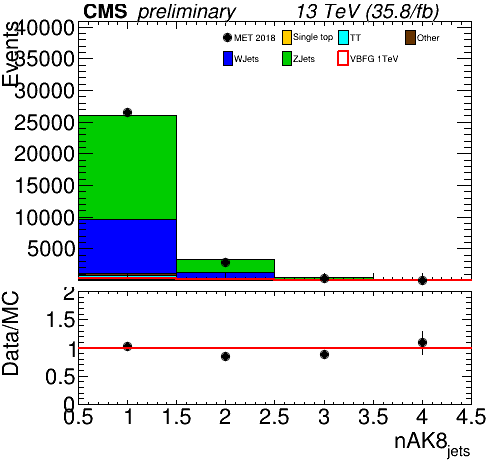 CMS preliminary 13 TeV (35.8/fb)
Events
40000
35000
30000
25000
20000
15000
10000
5000
MET 2018 Single top TT Other
WJets ZJets VBFG 1TeV
Data/MC
2
1.5
1
0.5
0
0.5 1 1.5 2 2.5 3 3.5 4 4.5
nAK8jets